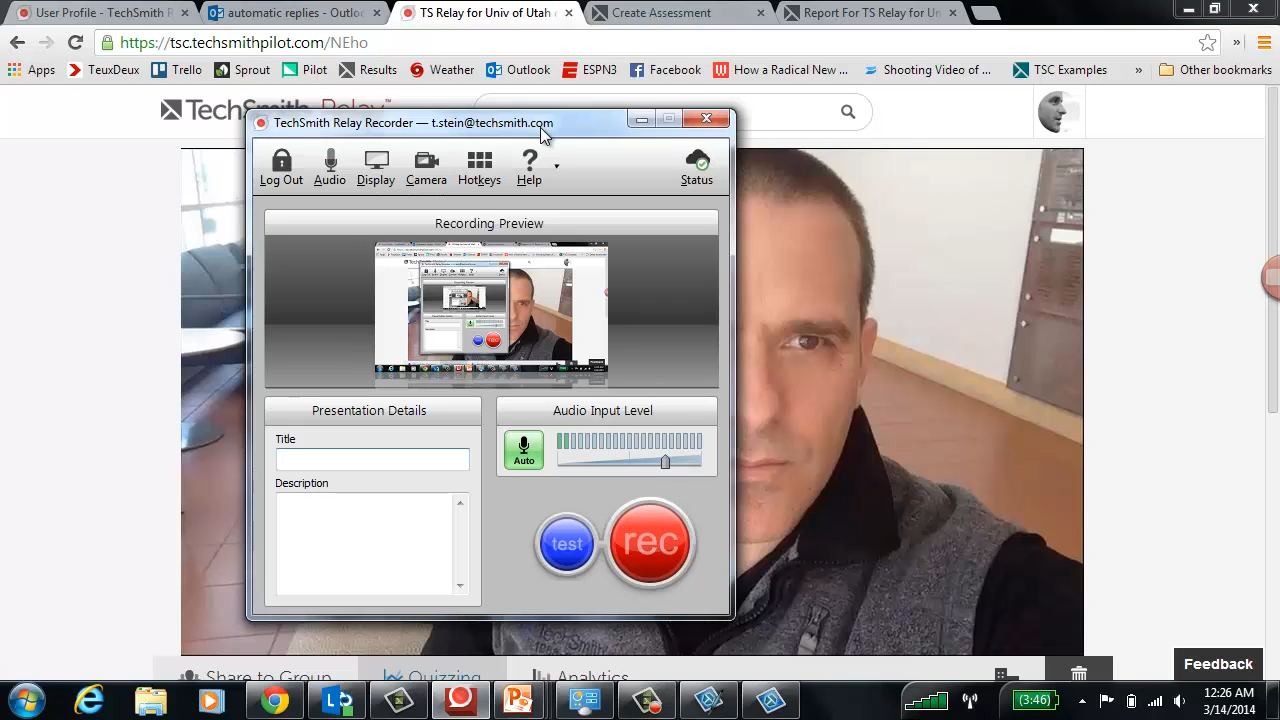 User Profile - TechSmith R
automatic replies - Outloo
TS Relay for Univ of Utah
Create Assessment
Report For TS Relay for Un
https://tsc.techsmithpilot.com/NEho
Apps
TeuxDeux
Trello
Sprout
Pilot
Results
Weather
Outlook
ESPN3
Facebook
How a Radical New...
Shooting Video of ...
TSC Examples
»
Other bookmarks
TechSmith Relay™
TechSmith Relay Recorder — t.stein@techsmith.com
Log Out
Audio
Display
Camera
Hotkeys
Help
Status
Recording Preview
Presentation Details
Audio Input Level
Title
Auto
Description
test
rec
Share to Group
Quizzing
Analytics
Feedback
(3:46)
12:26 AM
3/14/2014